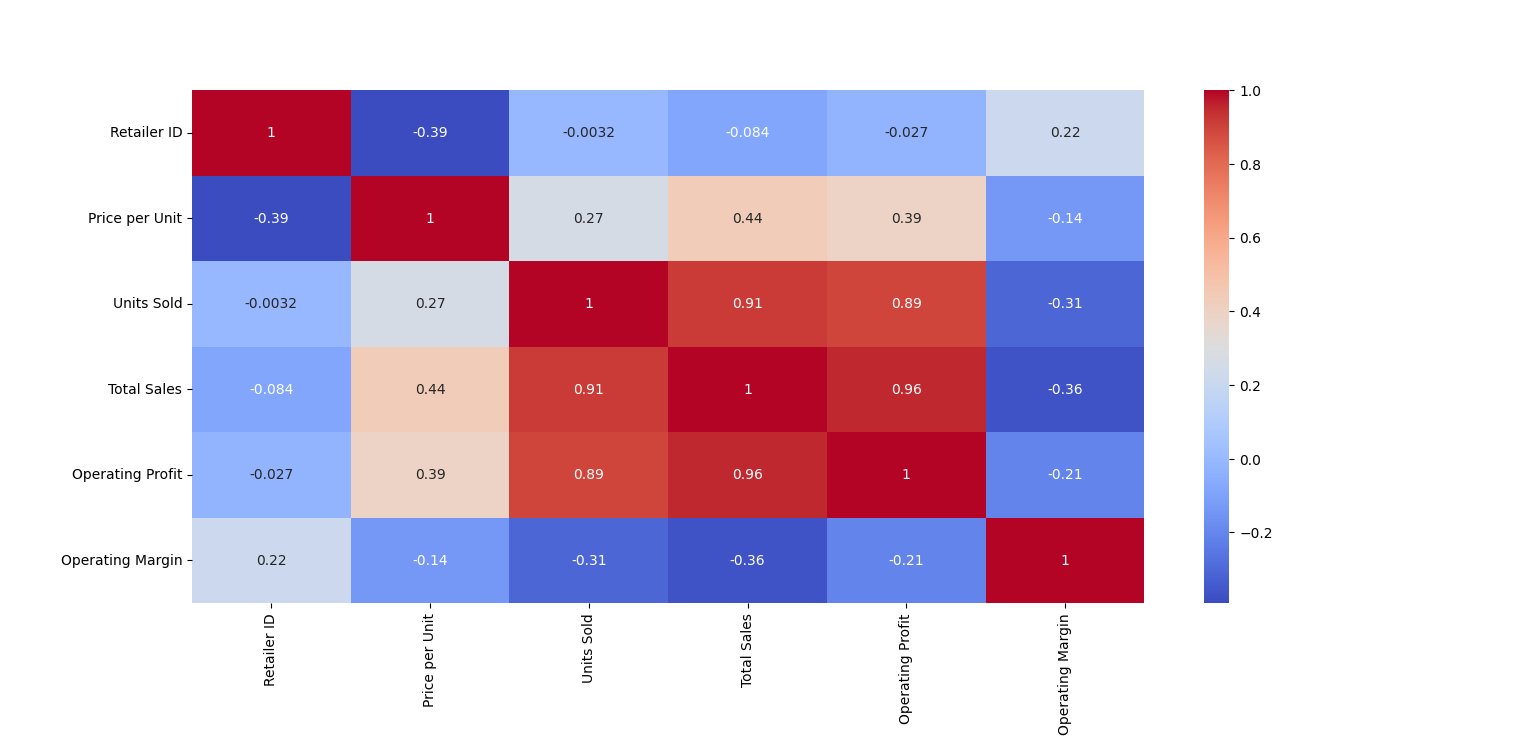 Retailer ID 1 -0.39 -0.0032 -0.084 -0.027 0.22
Price per Unit -0.39 1 0.27 0.44 0.39 -0.14
Units Sold -0.0032 0.27 1 0.91 0.89 -0.31
Total Sales -0.084 0.44 0.91 1 0.96 -0.36
Operating Profit -0.027 0.39 0.89 0.96 1 -0.21
Operating Margin 0.22 -0.14 -0.31 -0.36 -0.21 1
Retailer ID
Price per Unit
Units Sold
Total Sales
Operating Profit
Operating Margin
1.0
0.8
0.6
0.4
0.2
0.0
−0.2